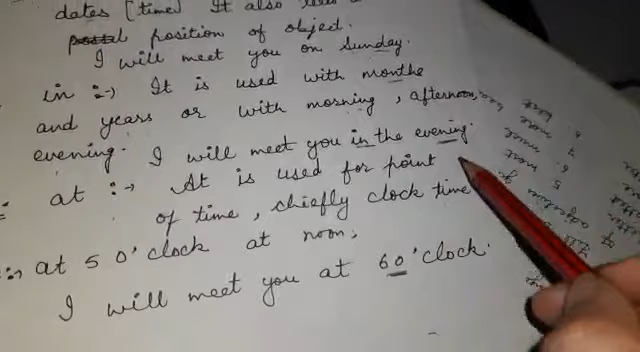 dates [time] It also
postal position of object.
I will meet you on Sunday.
in :→ It is used with months
and years or with morning, afternoon,
evening. I will meet you in the evening.
at :→ At is used for point
of time, chiefly clock time
at 5 O'clock at noon,
I will meet you at 6 O'clock.